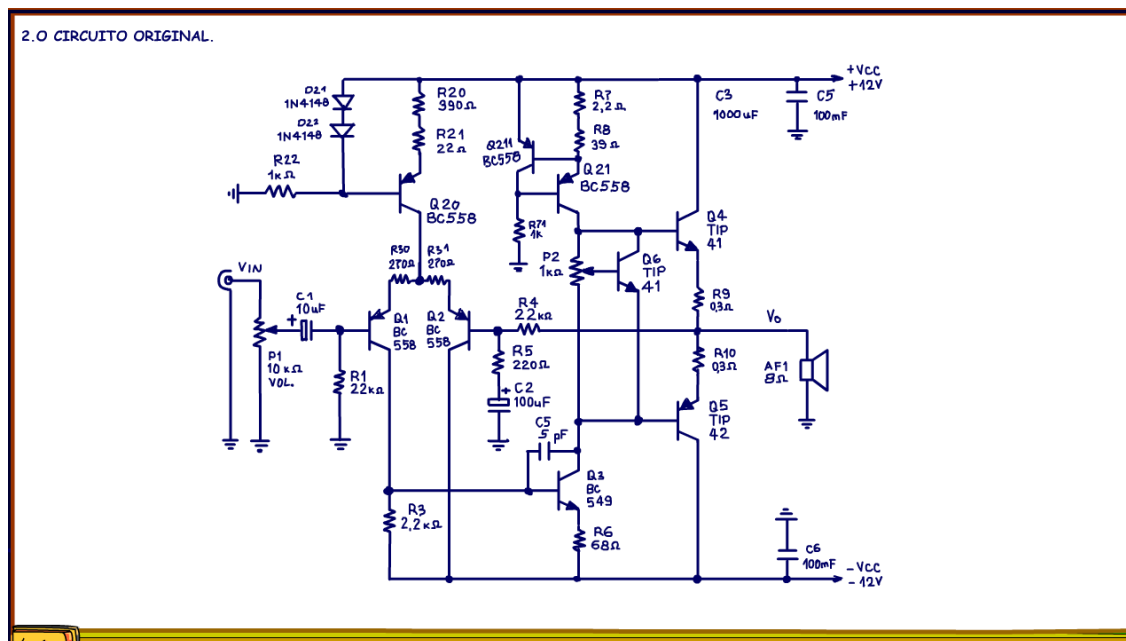 2.O CIRCUITO ORIGINAL.
+VCC
+12V
D21
1N4148
D22
1N4148
R20
390Ω
R21
22Ω
R22
1kΩ
Q20
BC558
Q211
BC558
R7
2,2Ω
R8
39Ω
Q21
BC558
R71
1K
C3
1000uF
C5
100mF
Q4
TIP
41
P2
1kΩ
Q6
TIP
41
R30
270Ω
R31
270Ω
VIN
C1
10uF
P1
10kΩ
VOL.
R1
22kΩ
Q1
BC
558
Q2
BC
558
R4
22kΩ
R5
220Ω
C2
100uF
R9
0,3Ω
Vo
R10
0,3Ω
AF1
8Ω
Q5
TIP
42
C5
5 pF
Q3
BC
549
R3
2,2kΩ
R6
68Ω
C6
100mF
-VCC
-12V